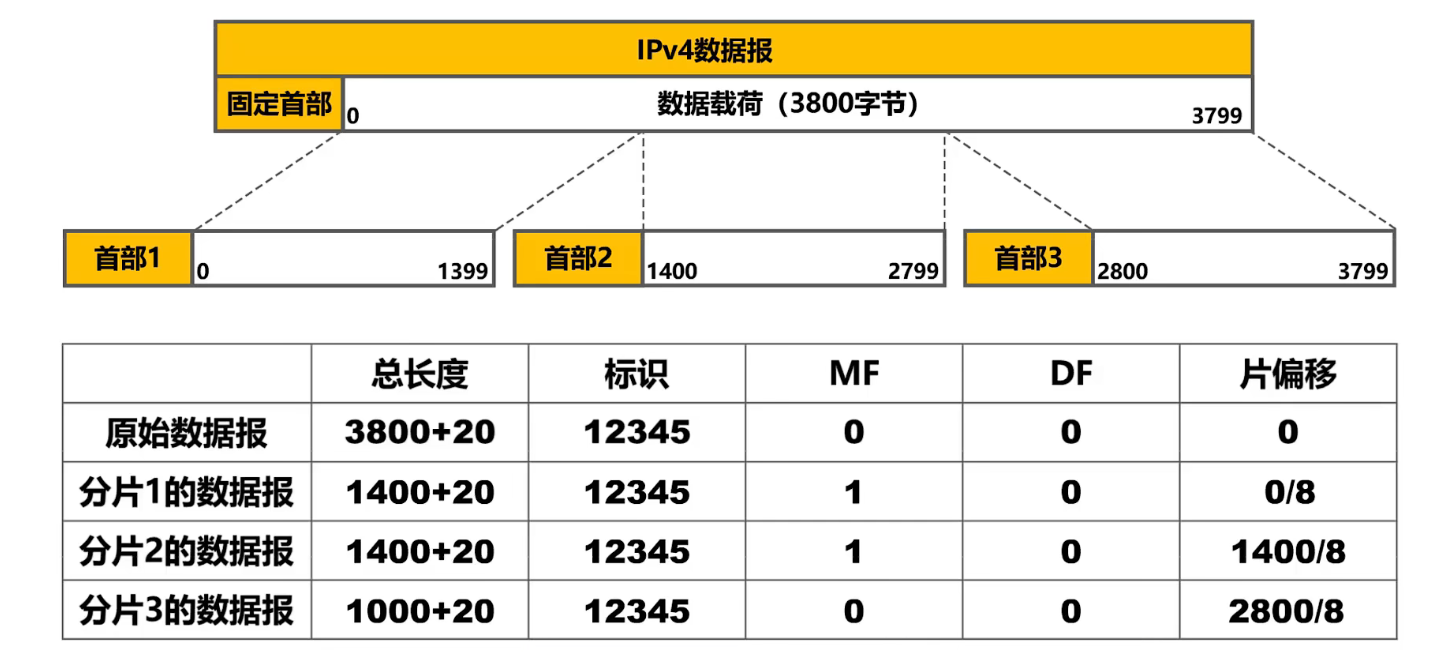 IPv4数据报
固定首部 0 数据载荷（3800字节） 3799
首部1 0 1399 首部2 1400 2799 首部3 2800 3799
总长度 标识 MF DF 片偏移
原始数据报 3800+20 12345 0 0 0
分片1的数据报 1400+20 12345 1 0 0/8
分片2的数据报 1400+20 12345 1 0 1400/8
分片3的数据报 1000+20 12345 0 0 2800/8